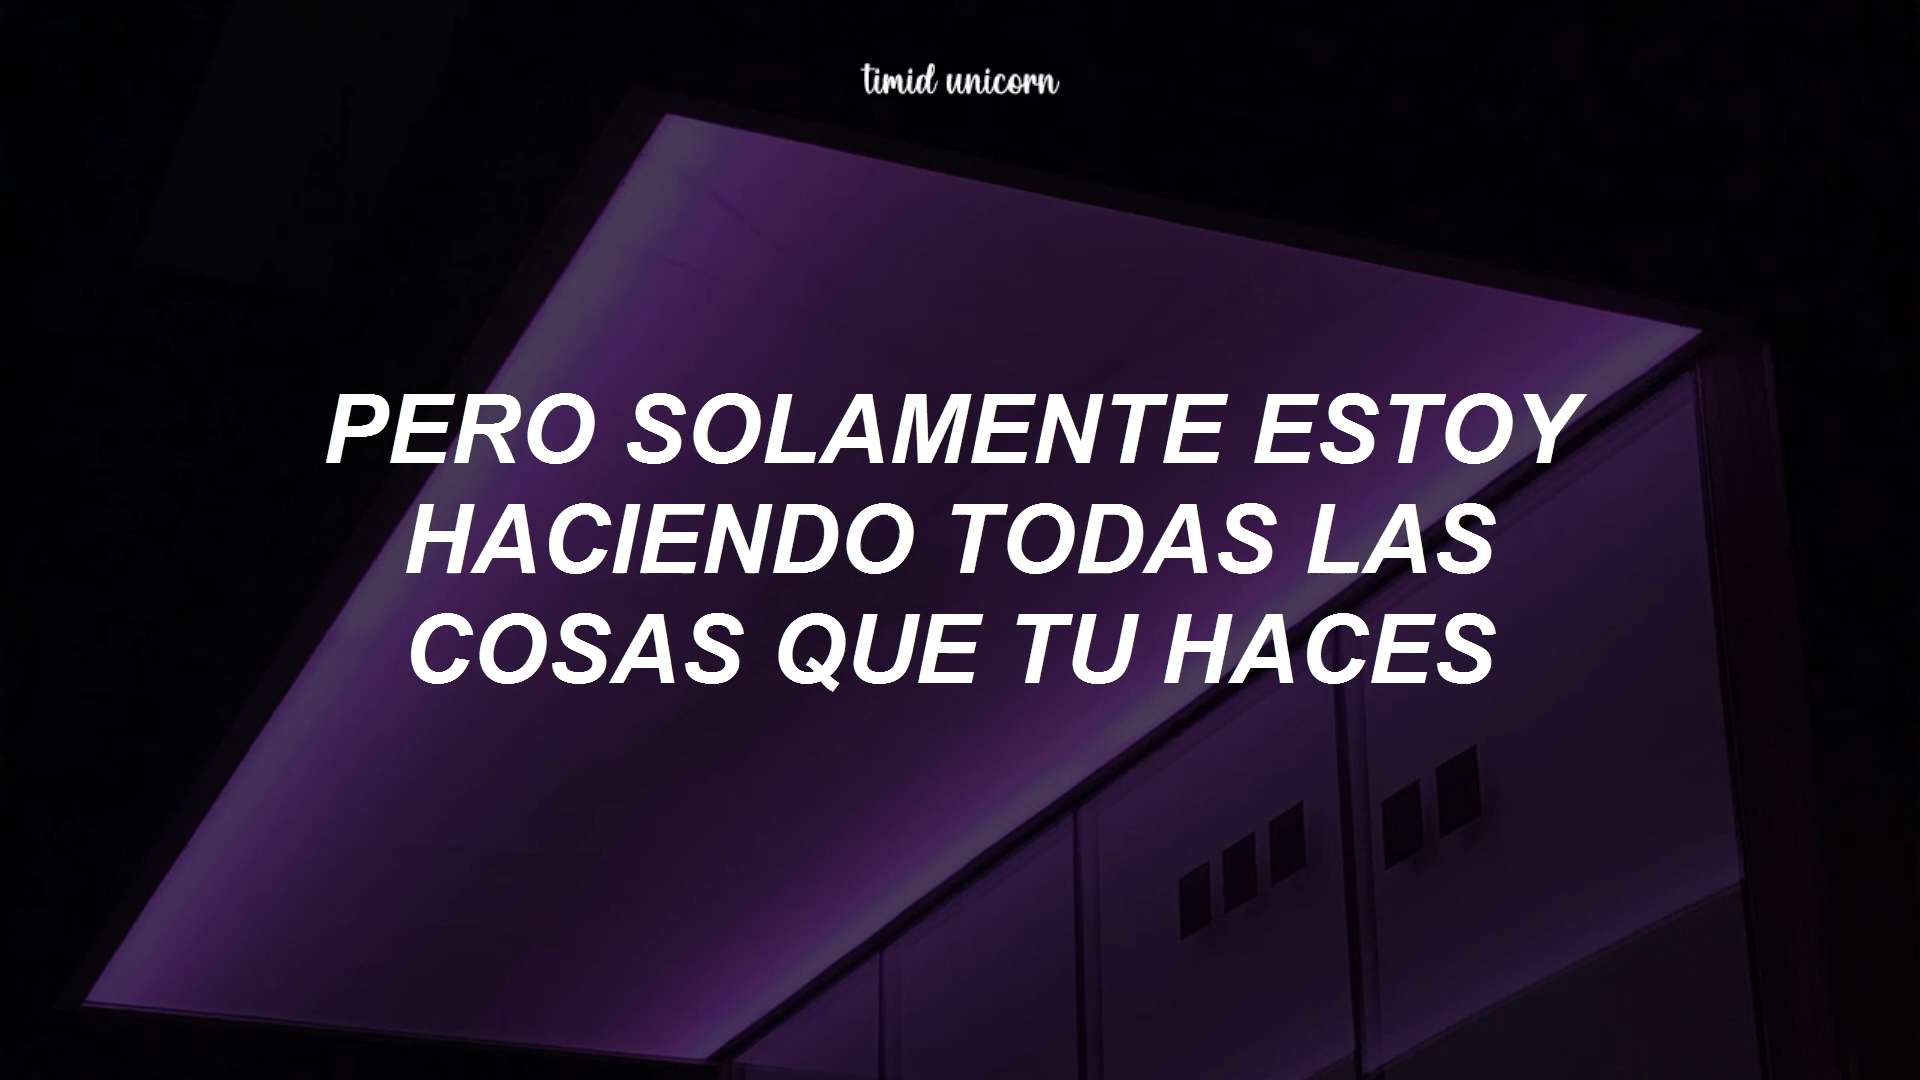 timid unicorn
PERO SOLAMENTE ESTOY
HACIENDO TODAS LAS
COSAS QUE TU HACES